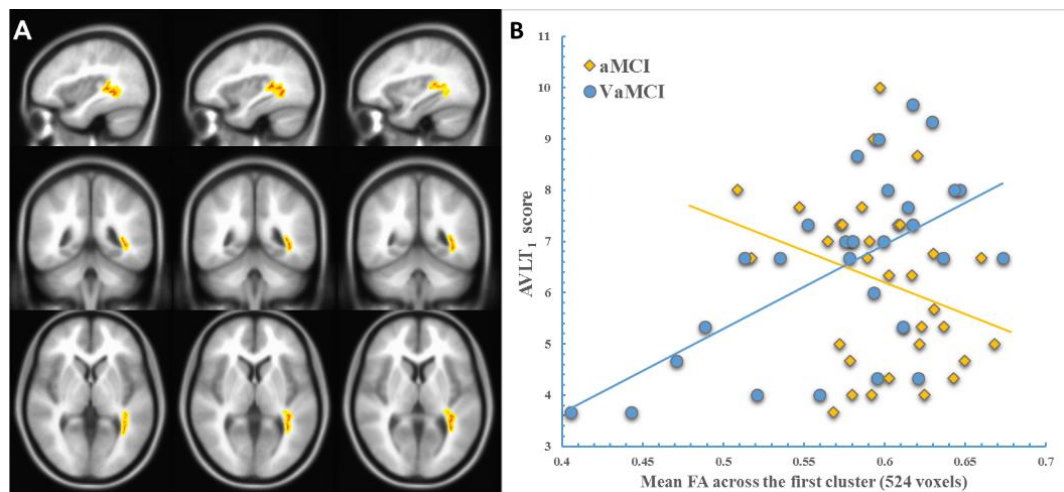 A
B
aMCI
VaMCI
AVLT1 score
11
10
9
8
7
6
5
4
3
0.4
0.45
0.5
0.55
0.6
0.65
0.7
Mean FA across the first cluster (524 voxels)